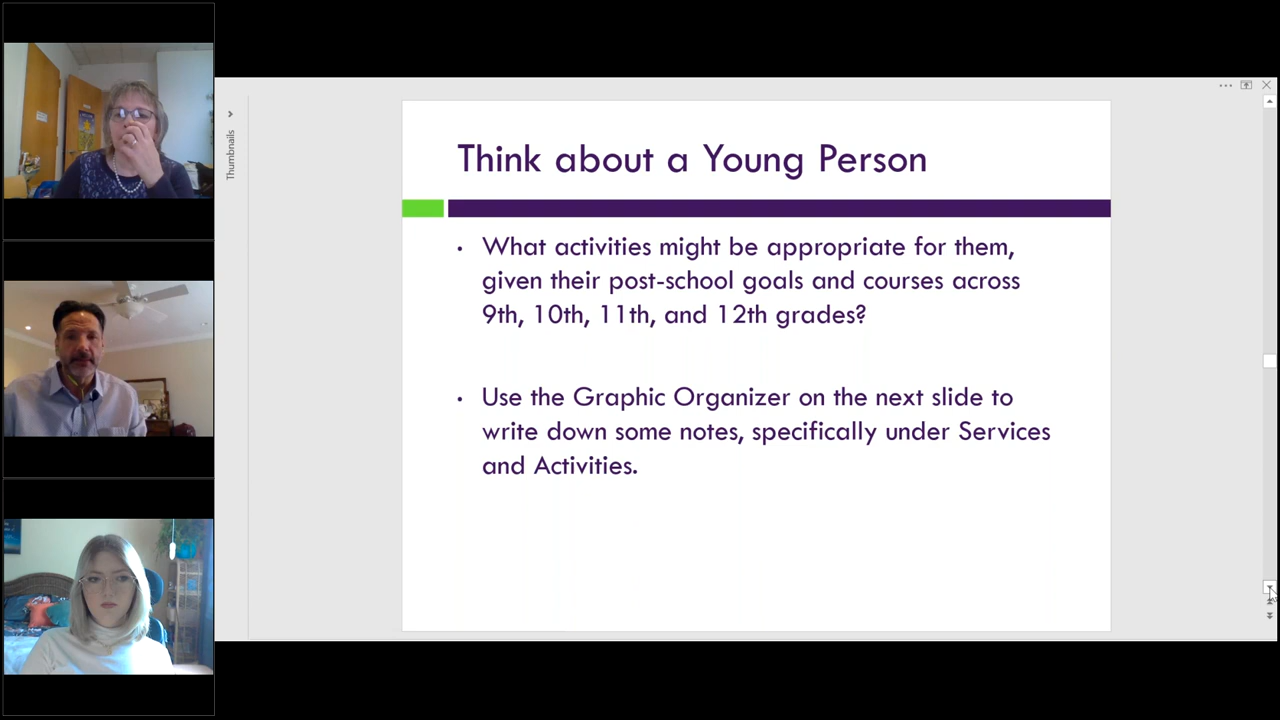 Thumbnails
Think about a Young Person
• What activities might be appropriate for them,
given their post-school goals and courses across
9th, 10th, 11th, and 12th grades?
• Use the Graphic Organizer on the next slide to
write down some notes, specifically under Services
and Activities.